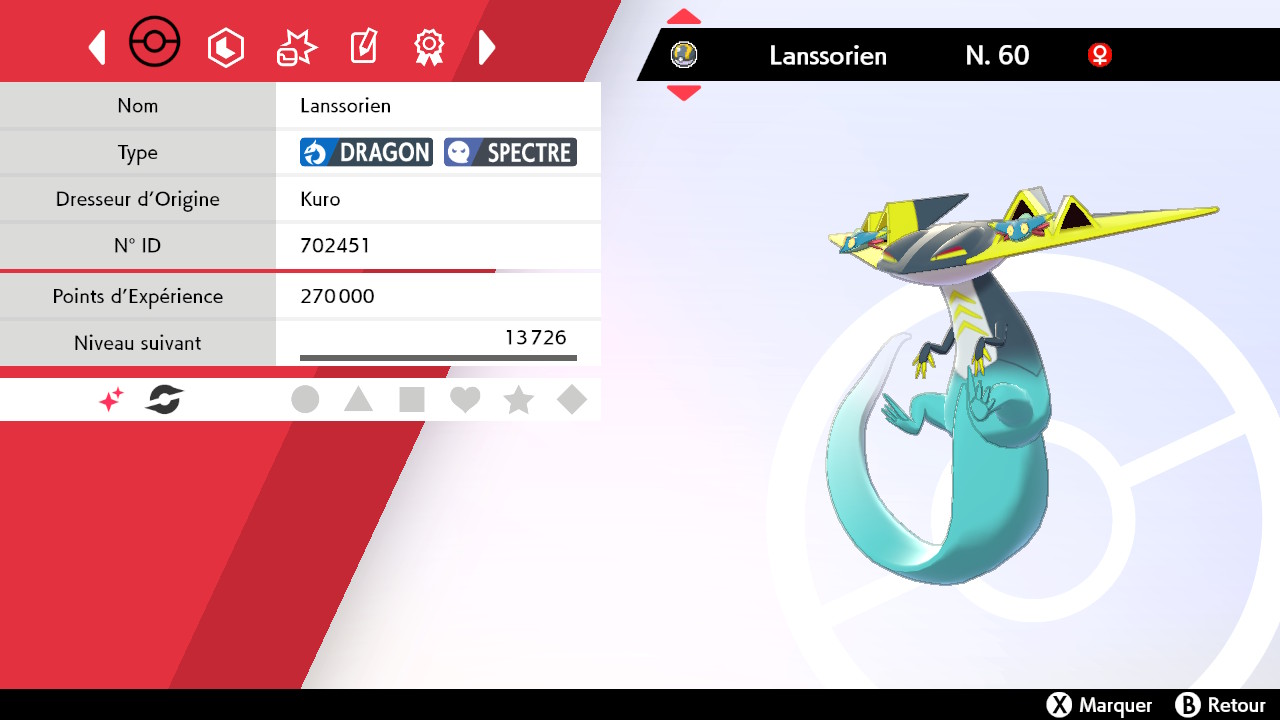 Lanssorien N. 60
Nom Lanssorien
Type DRAGON SPECTRE
Dresseur d'Origine Kuro
N° ID 702451
Points d'Expérience 270 000
Niveau suivant 13 726
X Marquer B Retour